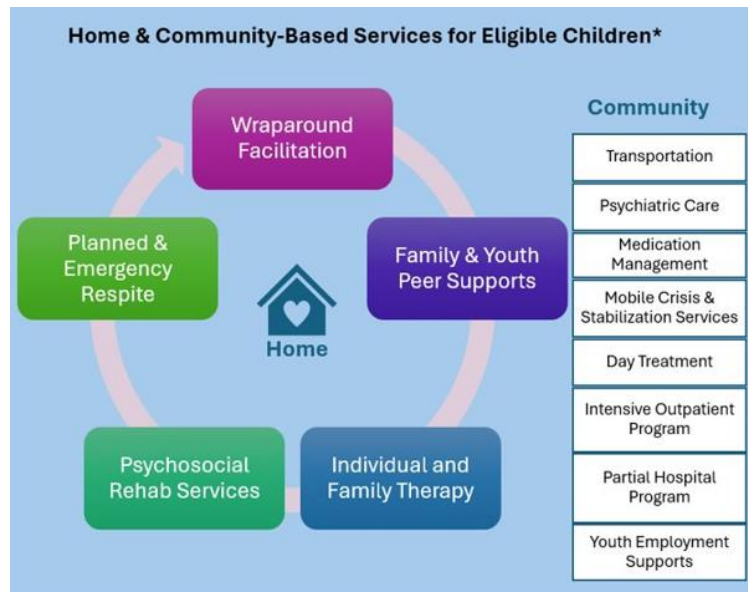 Home & Community-Based Services for Eligible Children*
Wraparound
Facilitation
Family & Youth
Peer Supports
Individual and
Family Therapy
Psychosocial
Rehab Services
Planned &
Emergency
Respite
Home
Community
Transportation
Psychiatric Care
Medication
Management
Mobile Crisis &
Stabilization Services
Day Treatment
Intensive Outpatient
Program
Partial Hospital
Program
Youth Employment
Supports